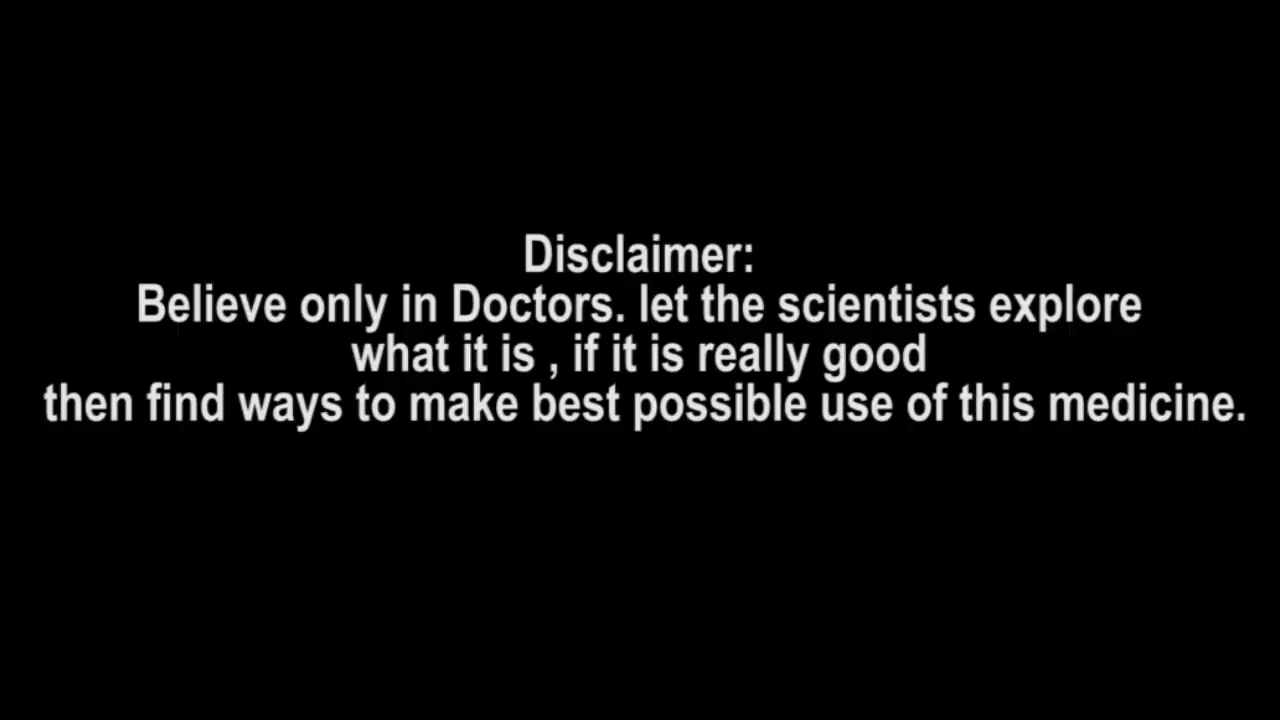 Disclaimer:
Believe only in Doctors. let the scientists explore
what it is , if it is really good
then find ways to make best possible use of this medicine.